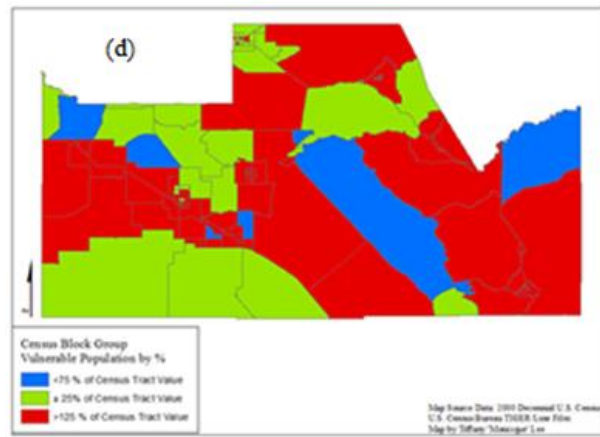 (d)
Census Block Group
Vulnerable Population by %
<75 % of Census Tract Value
± 25% of Census Tract Value
>125 % of Census Tract Value
Map Source Data: 2000 Decennial U.S. Census
U.S. Census Bureau TIGER Line Files
Map by Tiffany Lee